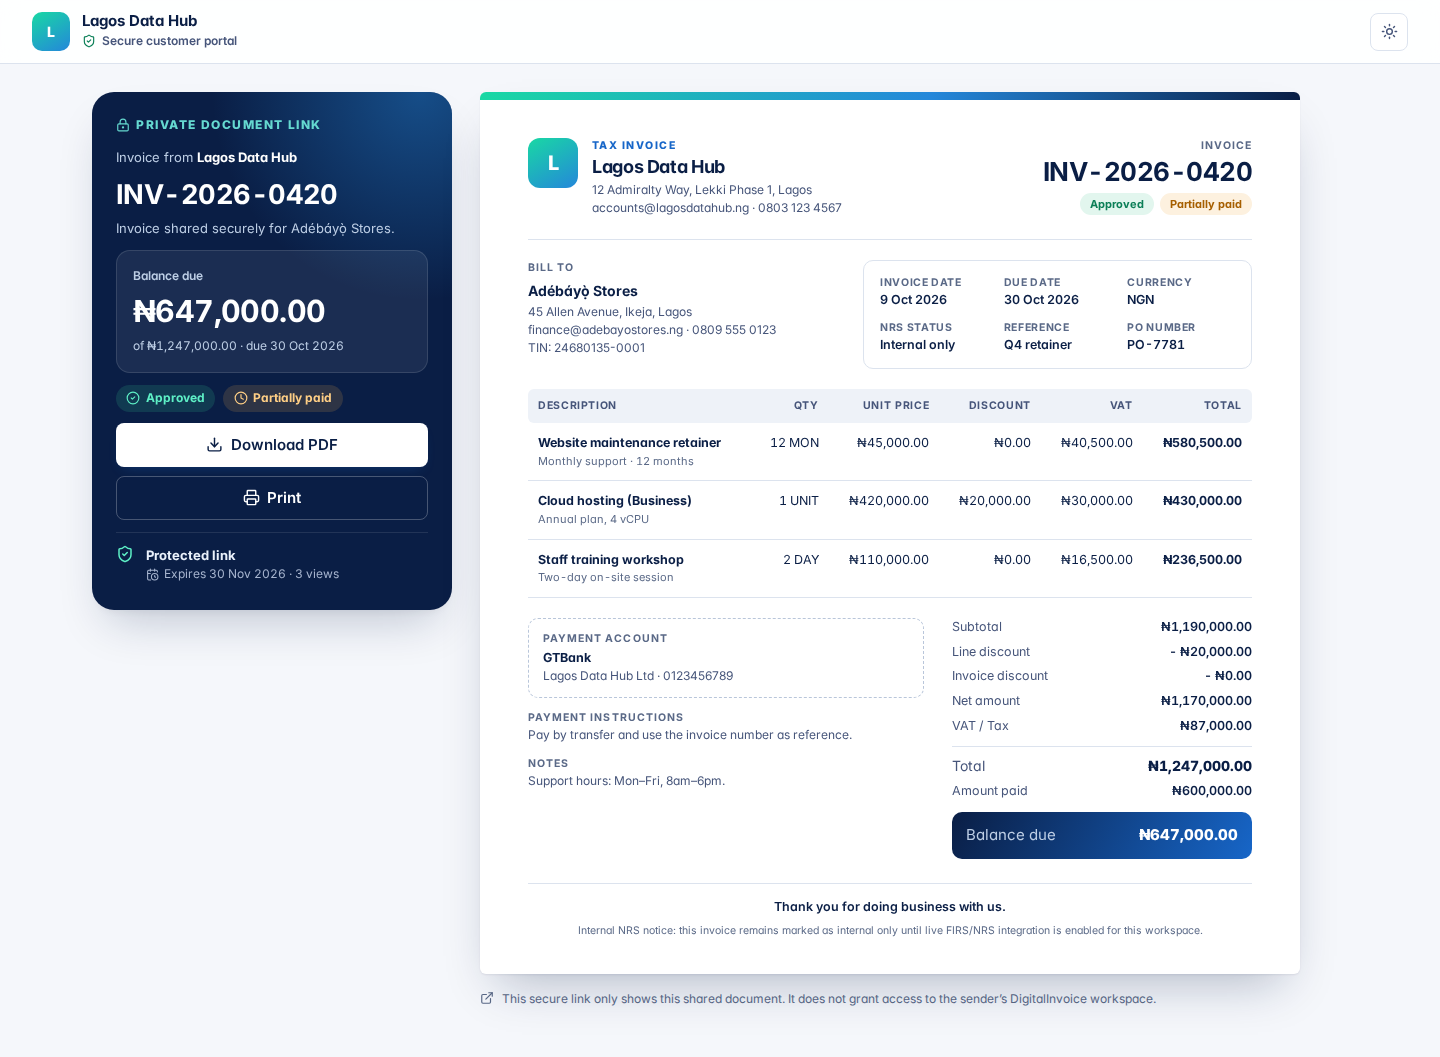 L
Lagos Data Hub
Secure customer portal
PRIVATE DOCUMENT LINK
Invoice from Lagos Data Hub
INV-2026-0420
Invoice shared securely for Adébáyọ̀ Stores.
Balance due
₦647,000.00
of ₦1,247,000.00 · due 30 Oct 2026
Approved
Partially paid
Download PDF
Print
Protected link
Expires 30 Nov 2026 · 3 views
L
TAX INVOICE
Lagos Data Hub
12 Admiralty Way, Lekki Phase 1, Lagos
accounts@lagosdatahub.ng · 0803 123 4567
INVOICE
INV-2026-0420
Approved Partially paid
BILL TO
Adébáyọ̀ Stores
45 Allen Avenue, Ikeja, Lagos
finance@adebayostores.ng · 0809 555 0123
TIN: 24680135-0001
INVOICE DATE DUE DATE CURRENCY
9 Oct 2026 30 Oct 2026 NGN
NRS STATUS REFERENCE PO NUMBER
Internal only Q4 retainer PO-7781
DESCRIPTION QTY UNIT PRICE DISCOUNT VAT TOTAL
Website maintenance retainer 12 MON ₦45,000.00 ₦0.00 ₦40,500.00 ₦580,500.00
Monthly support · 12 months
Cloud hosting (Business) 1 UNIT ₦420,000.00 ₦20,000.00 ₦30,000.00 ₦430,000.00
Annual plan, 4 vCPU
Staff training workshop 2 DAY ₦110,000.00 ₦0.00 ₦16,500.00 ₦236,500.00
Two-day on-site session
PAYMENT ACCOUNT
GTBank
Lagos Data Hub Ltd · 0123456789
PAYMENT INSTRUCTIONS
Pay by transfer and use the invoice number as reference.
NOTES
Support hours: Mon–Fri, 8am–6pm.
Subtotal ₦1,190,000.00
Line discount - ₦20,000.00
Invoice discount - ₦0.00
Net amount ₦1,170,000.00
VAT / Tax ₦87,000.00
Total ₦1,247,000.00
Amount paid ₦600,000.00
Balance due ₦647,000.00
Thank you for doing business with us.
Internal NRS notice: this invoice remains marked as internal only until live FIRS/NRS integration is enabled for this workspace.
This secure link only shows this shared document. It does not grant access to the sender’s DigitalInvoice workspace.